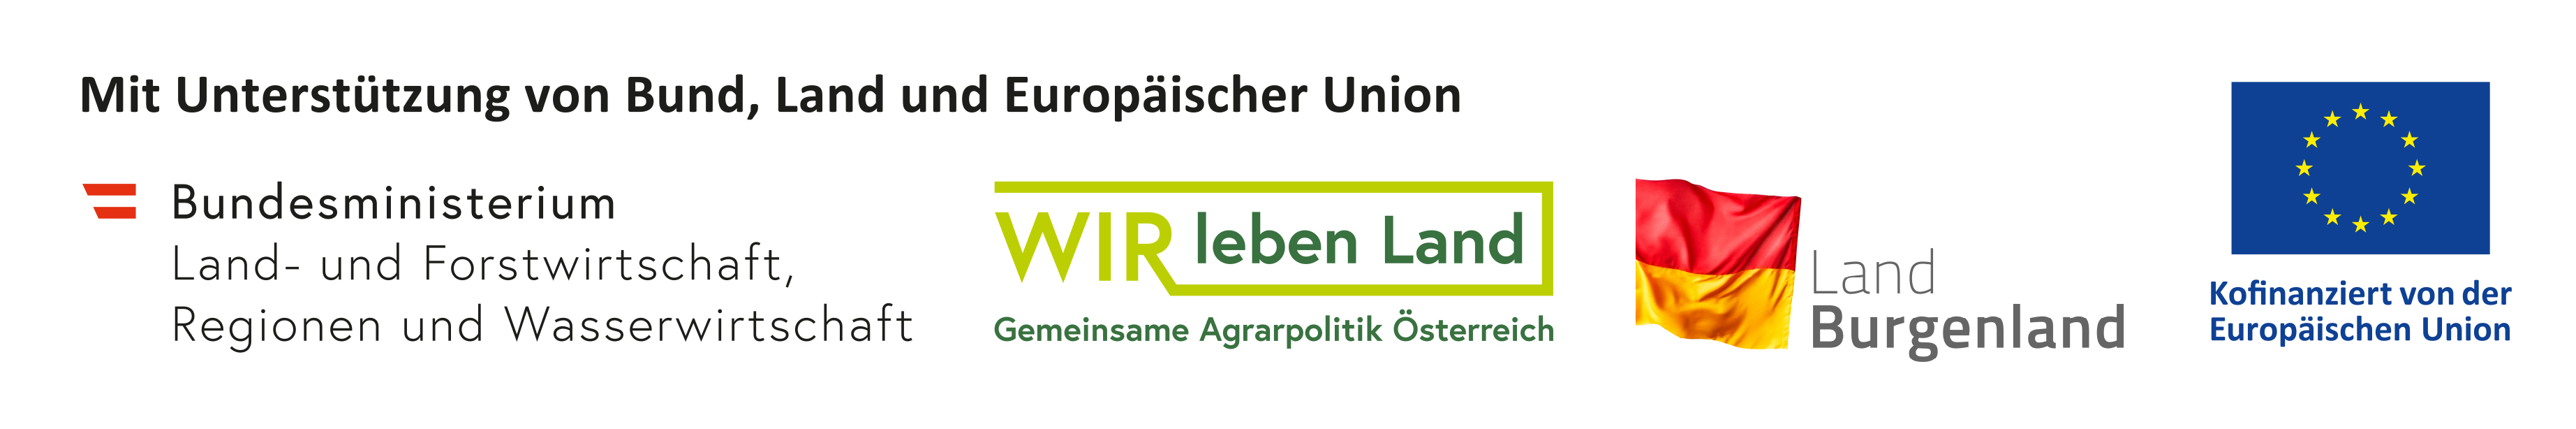 Mit Unterstützung von Bund, Land und Europäischer Union
Bundesministerium
Land- und Forstwirtschaft,
Regionen und Wasserwirtschaft
WIR leben Land
Gemeinsame Agrarpolitik Österreich
Land
Burgenland
Kofinanziert von der
Europäischen Union